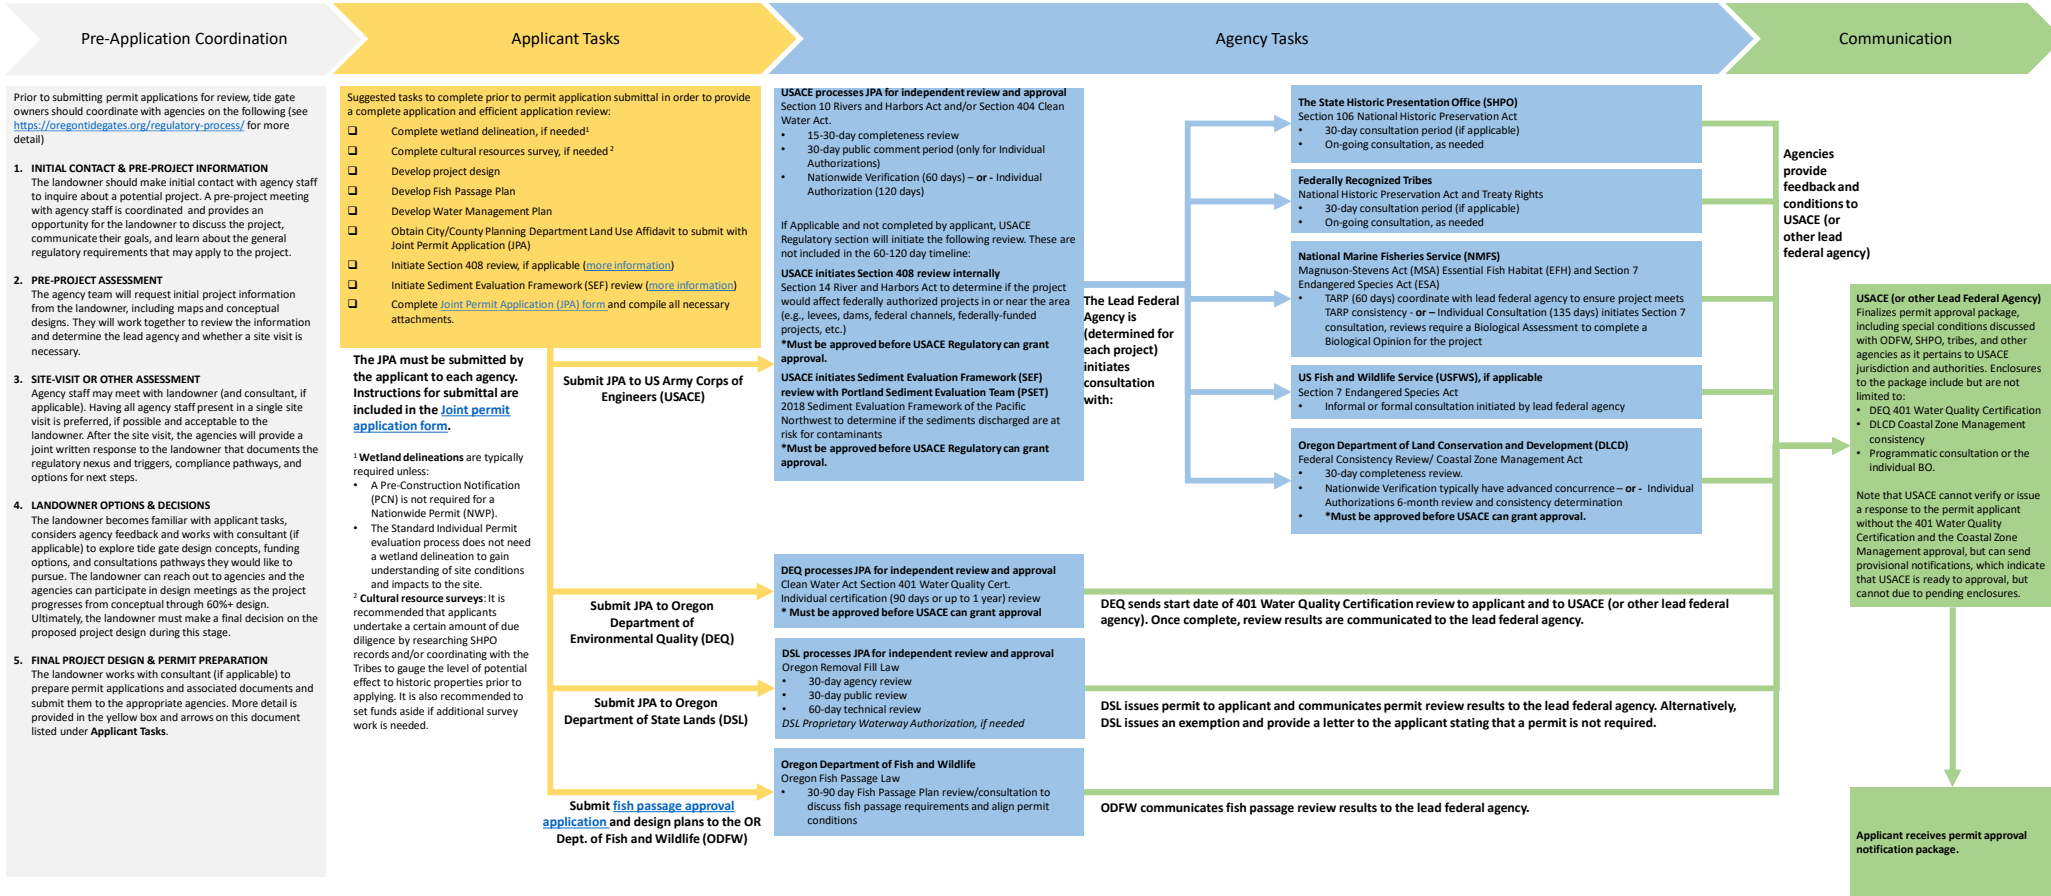 Pre-Application Coordination
Applicant Tasks
Agency Tasks
Communication
Prior to submitting permit applications for review, tide gate
owners should coordinate with agencies on the following (see
https://oregontidegates.org/regulatory-process/ for more
detail)
1. INITIAL CONTACT & PRE-PROJECT INFORMATION
The landowner should make initial contact with agency staff
to inquire about a potential project. A pre-project meeting
with agency staff is coordinated and provides an
opportunity for the landowner to discuss the project,
communicate their goals, and learn about the general
regulatory requirements that may apply to the project.
2. PRE-PROJECT ASSESSMENT
The agency team will request initial project information
from the landowner, including maps and conceptual
designs. They will work together to review the information
and determine the lead agency and whether a site visit is
necessary.
3. SITE-VISIT OR OTHER ASSESSMENT
Agency staff may meet with landowner (and consultant, if
applicable). Having all agency staff present in a single site
visit is preferred, if possible and acceptable to the
landowner. After the site visit, the agencies will provide a
joint written response to the landowner that documents the
regulatory nexus and triggers, compliance pathways, and
options for next steps.
4. LANDOWNER OPTIONS & DECISIONS
The landowner becomes familiar with applicant tasks,
considers agency feedback and works with consultant (if
applicable) to explore tide gate design concepts, funding
options, and consultations pathways they would like to
pursue. The landowner can reach out to agencies and the
agencies can participate in design meetings as the project
progresses from conceptual through 60%+ design.
Ultimately, the landowner must make a final decision on the
proposed project design during this stage.
5. FINAL PROJECT DESIGN & PERMIT PREPARATION
The landowner works with consultant (if applicable) to
prepare permit applications and associated documents and
submit them to the appropriate agencies. More detail is
provided in the yellow box and arrows on this document
listed under Applicant Tasks.
Suggested tasks to complete prior to permit application submittal in order to provide
a complete application and efficient application review:
❑ Complete wetland delineation, if needed¹
❑ Complete cultural resources survey, if needed ²
❑ Develop project design
❑ Develop Fish Passage Plan
❑ Develop Water Management Plan
❑ Obtain City/County Planning Department Land Use Affidavit to submit with
Joint Permit Application (JPA)
❑ Initiate Section 408 review, if applicable (more information)
❑ Initiate Sediment Evaluation Framework (SEF) review (more information)
❑ Complete Joint Permit Application (JPA) form and compile all necessary
attachments.
The JPA must be submitted by
the applicant to each agency.
Instructions for submittal are
included in the Joint permit
application form.
¹ Wetland delineations are typically
required unless:
• A Pre-Construction Notification
(PCN) is not required for a
Nationwide Permit (NWP).
• The Standard Individual Permit
evaluation process does not need
a wetland delineation to gain
understanding of site conditions
and impacts to the site.
² Cultural resource surveys: It is
recommended that applicants
undertake a certain amount of due
diligence by researching SHPO
records and/or coordinating with the
Tribes to gauge the level of potential
effect to historic properties prior to
applying. It is also recommended to
set funds aside if additional survey
work is needed.
Submit JPA to US Army Corps of
Engineers (USACE)
Submit JPA to Oregon
Department of
Environmental Quality (DEQ)
Submit JPA to Oregon
Department of State Lands (DSL)
Submit fish passage approval
application and design plans to the OR
Dept. of Fish and Wildlife (ODFW)
USACE processes JPA for independent review and approval
Section 10 Rivers and Harbors Act and/or Section 404 Clean
Water Act.
• 15-30-day completeness review
• 30-day public comment period (only for Individual
Authorizations)
• Nationwide Verification (60 days) – or - Individual
Authorization (120 days)
If Applicable and not completed by applicant, USACE
Regulatory section will initiate the following review. These are
not included in the 60-120 day timeline:
USACE initiates Section 408 review internally
Section 14 River and Harbors Act to determine if the project
would affect federally authorized projects in or near the area
(e.g., levees, dams, federal channels, federally-funded
projects, etc.)
*Must be approved before USACE Regulatory can grant
approval.
USACE initiates Sediment Evaluation Framework (SEF)
review with Portland Sediment Evaluation Team (PSET)
2018 Sediment Evaluation Framework of the Pacific
Northwest to determine if the sediments discharged are at
risk for contaminants
*Must be approved before USACE Regulatory can grant
approval.
DEQ processes JPA for independent review and approval
Clean Water Act Section 401 Water Quality Cert.
Individual certification (90 days or up to 1 year) review
* Must be approved before USACE can grant approval
DSL processes JPA for independent review and approval
Oregon Removal Fill Law
• 30-day agency review
• 30-day public review
• 60-day technical review
DSL Proprietary Waterway Authorization, if needed
Oregon Department of Fish and Wildlife
Oregon Fish Passage Law
• 30-90 day Fish Passage Plan review/consultation to
discuss fish passage requirements and align permit
conditions
The Lead Federal
Agency is
(determined for
each project)
initiates
consultation
with:
The State Historic Presentation Office (SHPO)
Section 106 National Historic Preservation Act
• 30-day consultation period (if applicable)
• On-going consultation, as needed
Federally Recognized Tribes
National Historic Preservation Act and Treaty Rights
• 30-day consultation period (if applicable)
• On-going consultation, as needed
National Marine Fisheries Service (NMFS)
Magnuson-Stevens Act (MSA) Essential Fish Habitat (EFH) and Section 7
Endangered Species Act (ESA)
• TARP (60 days) coordinate with lead federal agency to ensure project meets
TARP consistency - or – Individual Consultation (135 days) initiates Section 7
consultation, reviews require a Biological Assessment to complete a
Biological Opinion for the project
US Fish and Wildlife Service (USFWS), if applicable
Section 7 Endangered Species Act
• Informal or formal consultation initiated by lead federal agency
Oregon Department of Land Conservation and Development (DLCD)
Federal Consistency Review/ Coastal Zone Management Act
• 30-day completeness review.
• Nationwide Verification typically have advanced concurrence – or - Individual
Authorizations 6-month review and consistency determination
• *Must be approved before USACE can grant approval.
DEQ sends start date of 401 Water Quality Certification review to applicant and to USACE (or other lead federal
agency). Once complete, review results are communicated to the lead federal agency.
DSL issues permit to applicant and communicates permit review results to the lead federal agency. Alternatively,
DSL issues an exemption and provide a letter to the applicant stating that a permit is not required.
ODFW communicates fish passage review results to the lead federal agency.
Agencies
provide
feedback and
conditions to
USACE (or
other lead
federal agency)
USACE (or other Lead Federal Agency)
Finalizes permit approval package,
including special conditions discussed
with ODFW, SHPO, tribes, and other
agencies as it pertains to USACE
jurisdiction and authorities. Enclosures
to the package include but are not
limited to:
• DEQ 401 Water Quality Certification
• DLCD Coastal Zone Management
consistency
• Programmatic consultation or the
individual BO.
Note that USACE cannot verify or issue
a response to the permit applicant
without the 401 Water Quality
Certification and the Coastal Zone
Management approval, but can send
provisional notifications, which indicate
that USACE is ready to approval, but
cannot due to pending enclosures.
Applicant receives permit approval
notification package.